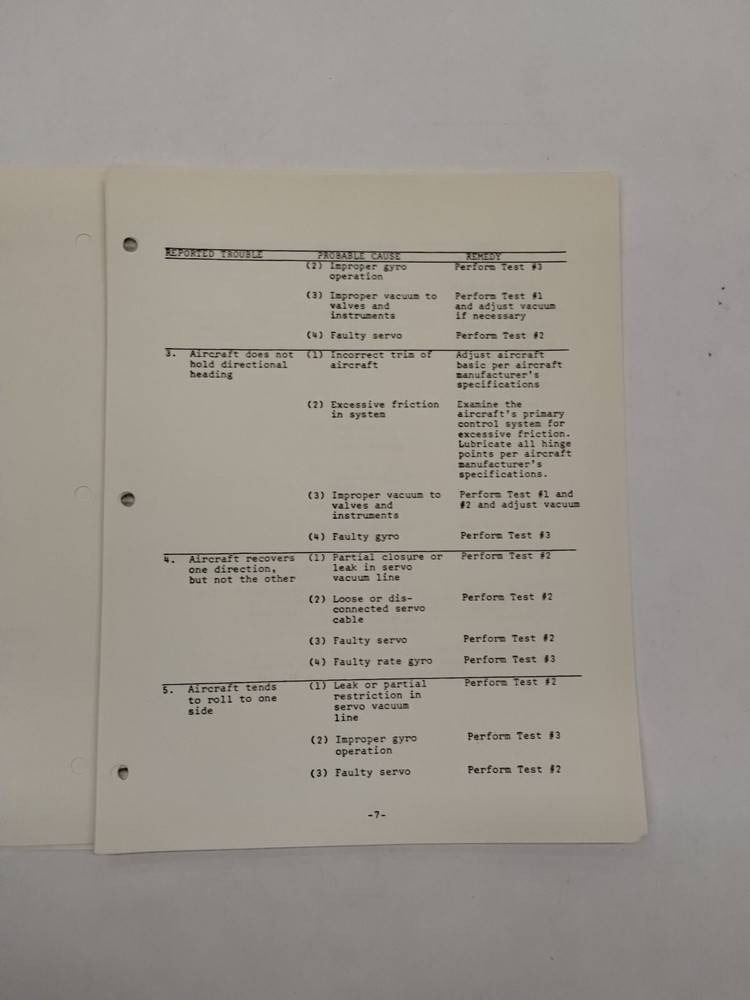 REPORTED TROUBLE PROBABLE CAUSE REMEDY
(2) Improper gyro Perform Test #3
operation
(3) Improper vacuum to Perform Test #1
valves and and adjust vacuum
instruments if necessary
(4) Faulty servo Perform Test #2
3. Aircraft does not (1) Incorrect trim of Adjust aircraft
hold directional aircraft basic per aircraft
heading manufacturer's
specifications
(2) Excessive friction Examine the
in system aircraft's primary
control system for
excessive friction.
Lubricate all hinge
points per aircraft
manufacturer's
specifications.
(3) Improper vacuum to Perform Test #1 and
valves and #2 and adjust vacuum
instruments
(4) Faulty gyro Perform Test #3
4. Aircraft recovers (1) Partial closure or Perform Test #2
one direction, leak in servo
but not the other vacuum line
(2) Loose or dis- Perform Test #2
connected servo
cable
(3) Faulty servo Perform Test #2
(4) Faulty rate gyro Perform Test #3
5. Aircraft tends (1) Leak or partial Perform Test #2
to roll to one restriction in
side servo vacuum
line
(2) Improper gyro Perform Test #3
operation
(3) Faulty servo Perform Test #2
-7-